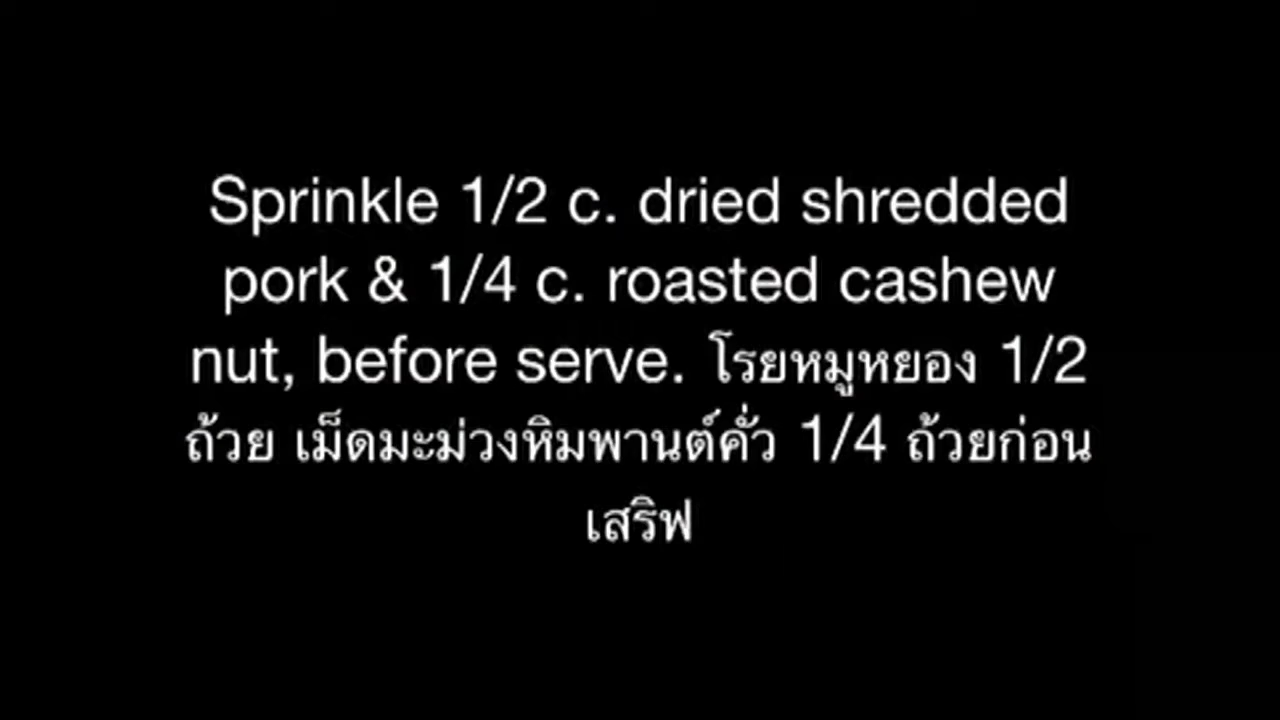 Sprinkle 1/2 c. dried shredded
pork & 1/4 c. roasted cashew
nut, before serve. โรยหมูหยอง 1/2
ถ้วย เม็ดมะม่วงหิมพานต์คั่ว 1/4 ถ้วยก่อน
เสริฟ